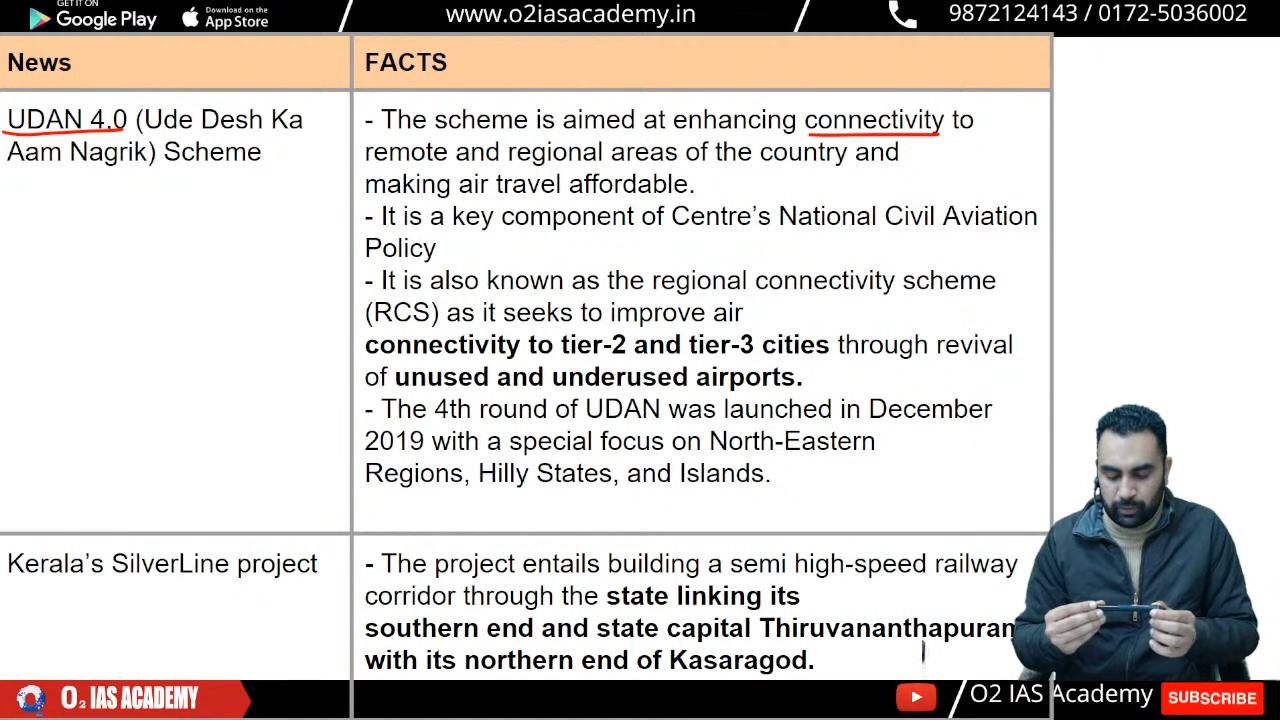 GET IT ON
Google Play
Download on the
App Store
www.o2iasacademy.in
9872124143 / 0172-5036002
News
FACTS
UDAN 4.0 (Ude Desh Ka
Aam Nagrik) Scheme
- The scheme is aimed at enhancing connectivity to
remote and regional areas of the country and
making air travel affordable.
- It is a key component of Centre’s National Civil Aviation
Policy
- It is also known as the regional connectivity scheme
(RCS) as it seeks to improve air
connectivity to tier-2 and tier-3 cities through revival
of unused and underused airports.
- The 4th round of UDAN was launched in December
2019 with a special focus on North-Eastern
Regions, Hilly States, and Islands.
Kerala’s SilverLine project
- The project entails building a semi high-speed railway
corridor through the state linking its
southern end and state capital Thiruvananthapuram
with its northern end of Kasaragod.
O2 IAS ACADEMY
O2 IAS Academy
SUBSCRIBE